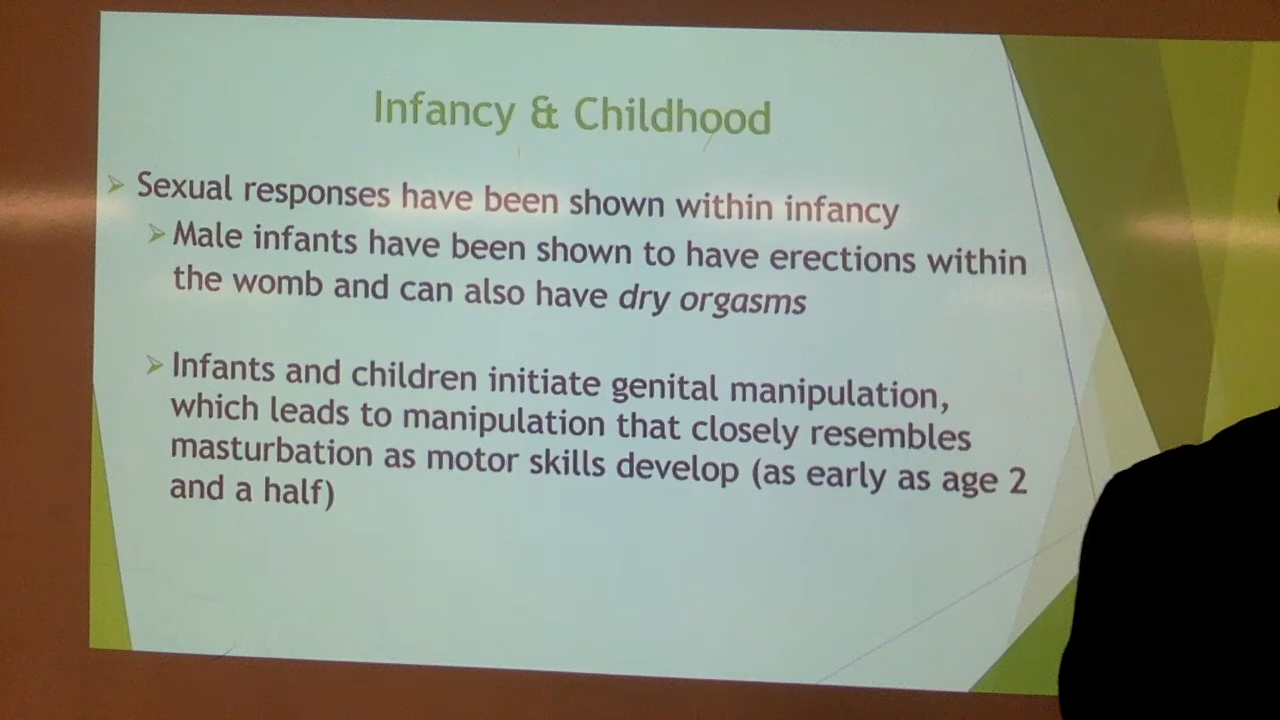 Infancy & Childhood
Sexual responses have been shown within infancy
Male infants have been shown to have erections within
the womb and can also have dry orgasms
Infants and children initiate genital manipulation,
which leads to manipulation that closely resembles
masturbation as motor skills develop (as early as age 2
and a half)